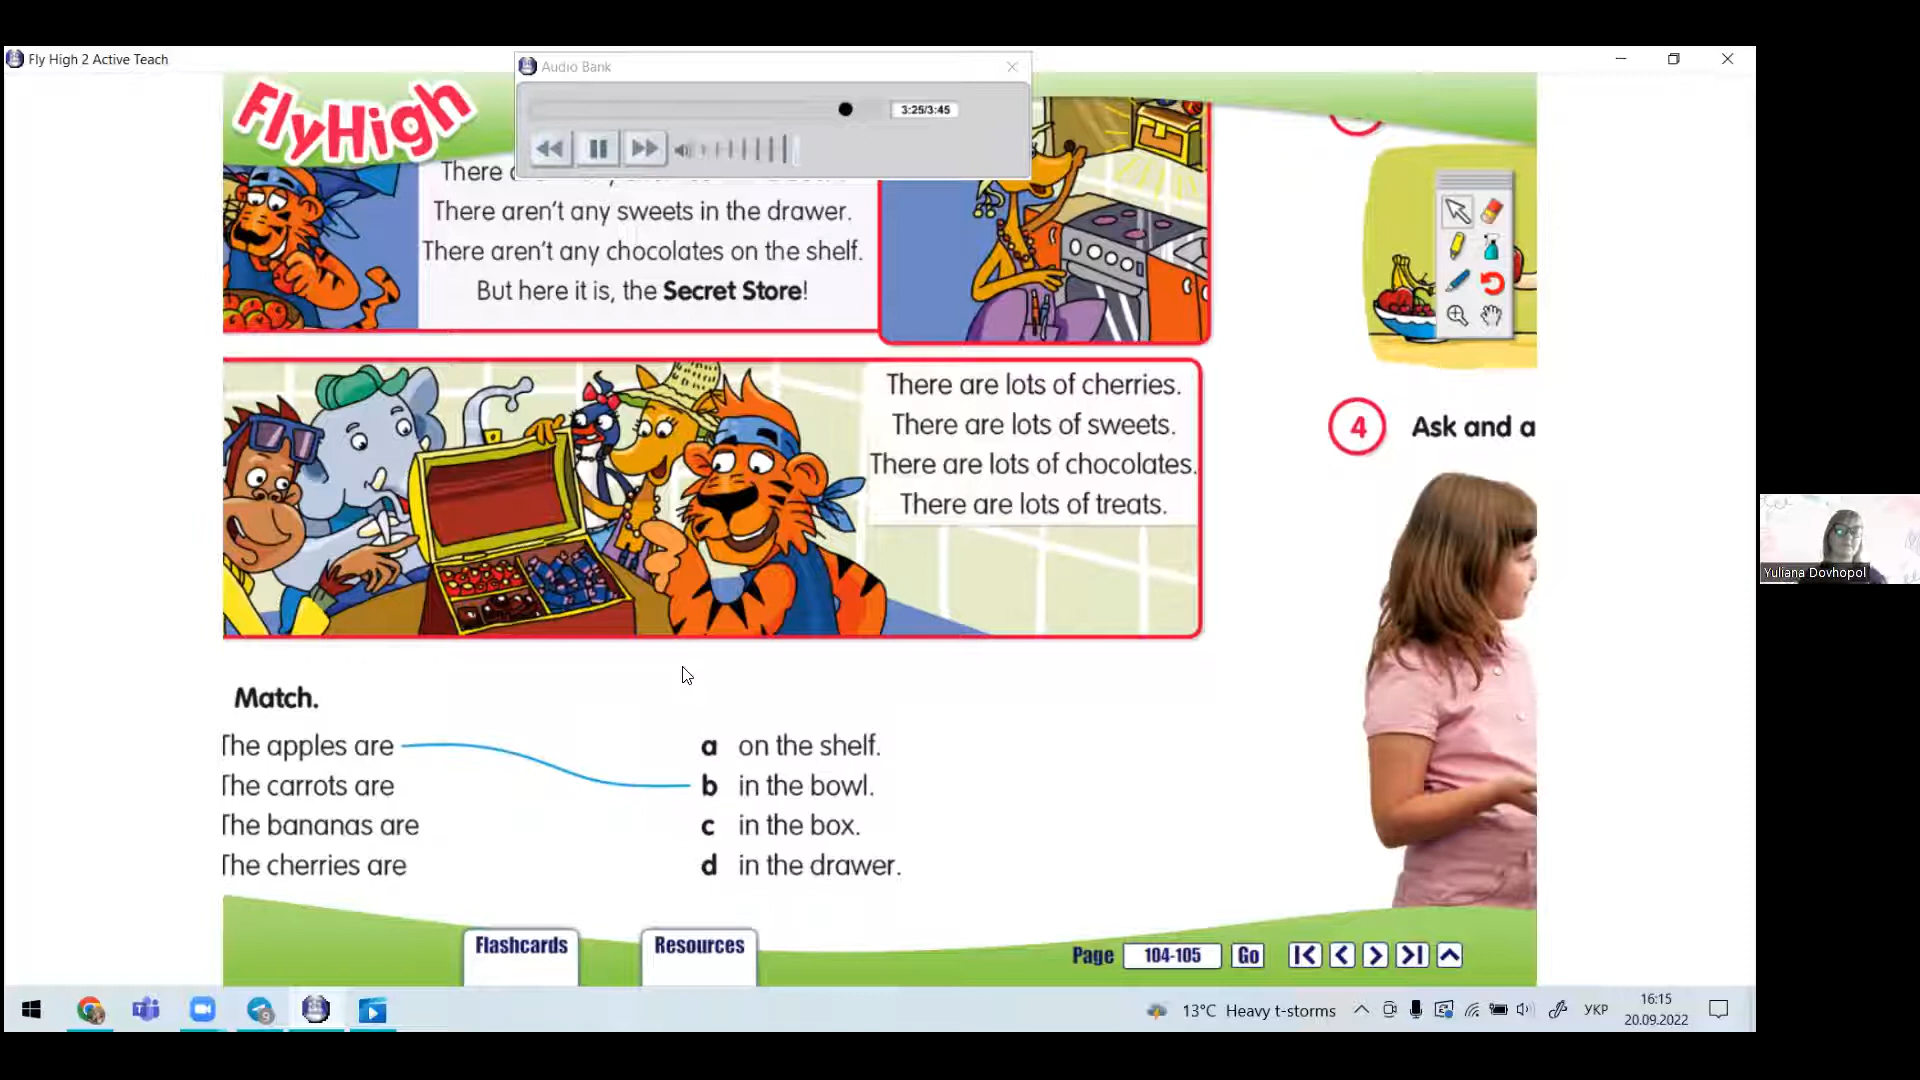 Fly High 2 Active Teach
Audio Bank
FlyHigh
3:25/3:45
There
There aren't any sweets in the drawer.
There aren't any chocolates on the shelf.
But here it is, the Secret Store!
There are lots of cherries.
There are lots of sweets.
There are lots of chocolates.
There are lots of treats.
4 Ask and a
Yuliana Dovhopol
Match.
The apples are
The carrots are
The bananas are
The cherries are
a on the shelf.
b in the bowl.
c in the box.
d in the drawer.
Flashcards
Resources
Page 104-105 Go
13°C Heavy t-storms
УКР
16:15
20.09.2022